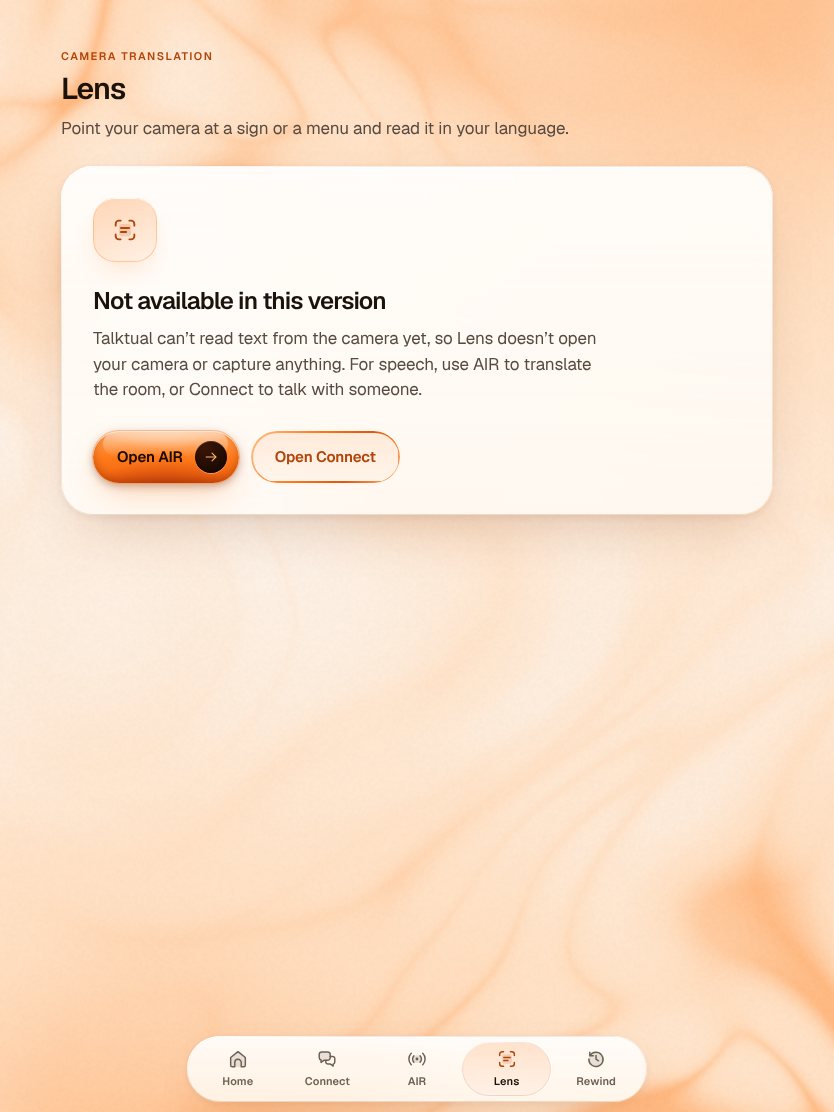 CAMERA TRANSLATION
Lens
Point your camera at a sign or a menu and read it in your language.
Not available in this version
Talktual can’t read text from the camera yet, so Lens doesn’t open
your camera or capture anything. For speech, use AIR to translate
the room, or Connect to talk with someone.
Open AIR
Open Connect
Home
Connect
AIR
Lens
Rewind